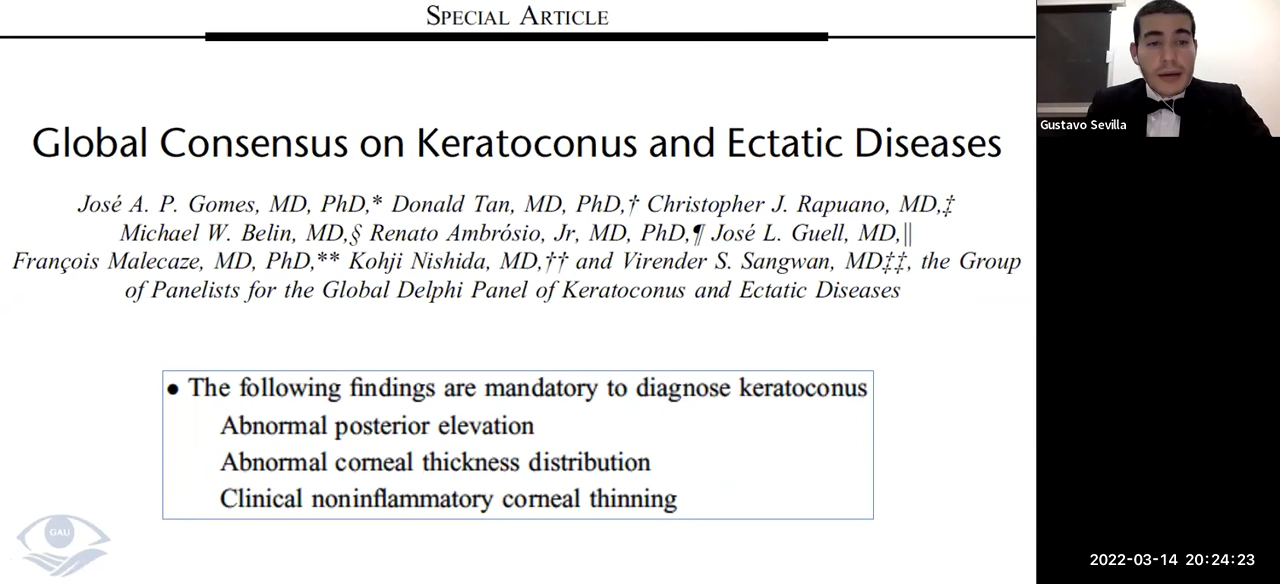 SPECIAL ARTICLE
Global Consensus on Keratoconus and Ectatic Diseases
José A. P. Gomes, MD, PhD,* Donald Tan, MD, PhD,† Christopher J. Rapuano, MD,‡
Michael W. Belin, MD,§ Renato Ambrósio, Jr, MD, PhD,¶ José L. Guell, MD,||
François Malecaze, MD, PhD,** Kohji Nishida, MD,†† and Virender S. Sangwan, MD‡‡, the Group
of Panelists for the Global Delphi Panel of Keratoconus and Ectatic Diseases
• The following findings are mandatory to diagnose keratoconus
Abnormal posterior elevation
Abnormal corneal thickness distribution
Clinical noninflammatory corneal thinning
GAU
Gustavo Sevilla
2022-03-14 20:24:23